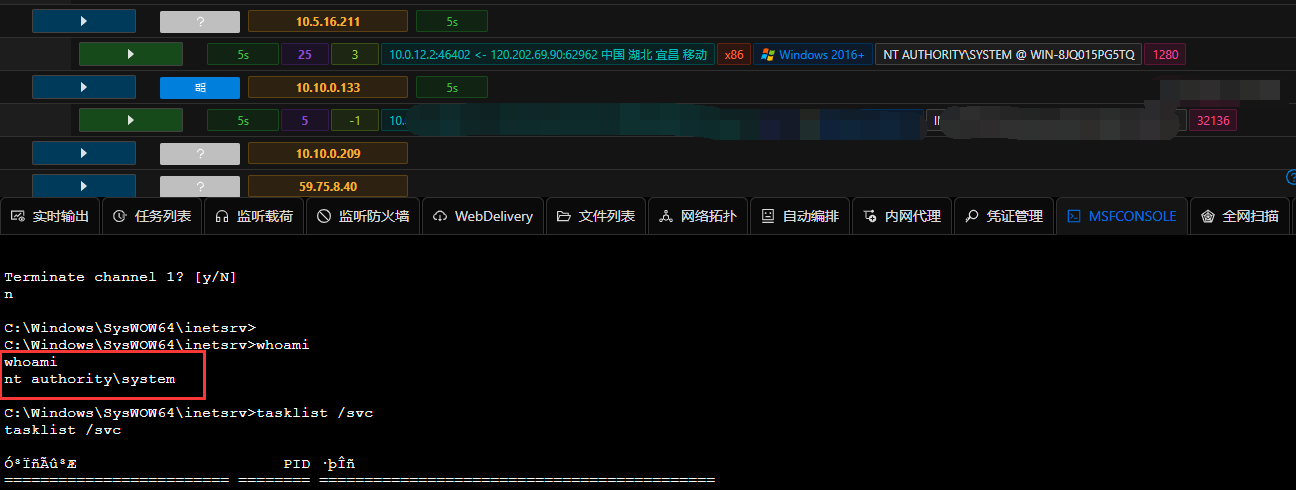 ? 10.5.16.211 5s
5s 25 3 10.0.12.2:46402 <- 120.202.69.90:62962 中国 湖北 宜昌 移动 x86 Windows 2016+ NT AUTHORITY\SYSTEM @ WIN-8JQ015PG5TQ 1280
10.10.0.133 5s
5s 5 -1 10. 32136
? 10.10.0.209
? 59.75.8.40
实时输出 任务列表 监听载荷 监听防火墙 WebDelivery 文件列表 网络拓扑 自动编排 内网代理 凭证管理 MSFCONSOLE 全网扫描
Terminate channel 1? [y/N]
n
C:\Windows\SysWOW64\inetsrv>
C:\Windows\SysWOW64\inetsrv>whoami
whoami
nt authority\system
C:\Windows\SysWOW64\inetsrv>tasklist /svc
tasklist /svc
ÓªÏñÃûªÆ PID ·þÎñ
========================= ======== ============================================